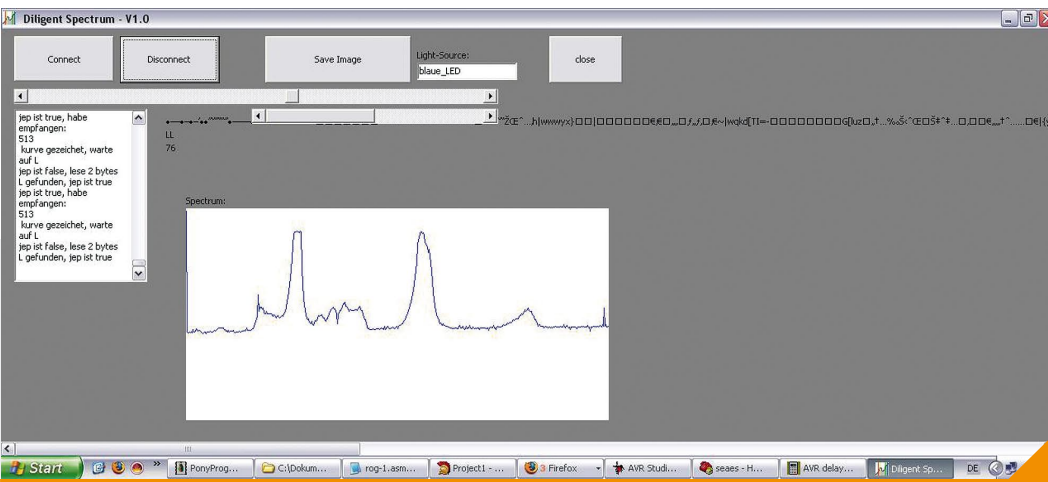 Diligent Spectrum - V1.0
Connect
Disconnect
Save Image
Light-Source:
blaue_LED
close
jep ist true, habe
empfangen:
513
kurve gezeichet, warte
auf L
jep ist false, lese 2 bytes
L gefunden, jep ist true
jep ist true, habe
empfangen:
513
kurve gezeichet, warte
auf L
jep ist false, lese 2 bytes
L gefunden, jep ist true
LL
76
Spectrum:
Start
PonyProg...
C:\Dokum...
rog-1.asm...
Project1 - ...
3 Firefox
AVR Studi...
seaes - H...
AVR delay...
Diligent Sp...
DE